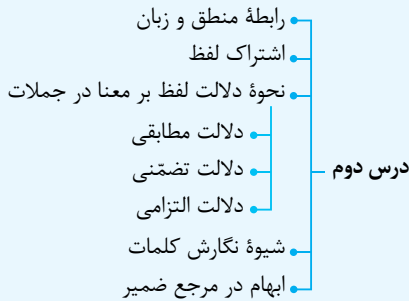 رابطهٔ منطق و زبان
اشتراک لفظ
نحوهٔ دلالت لفظ بر معنا در جملات
دلالت مطابقی
دلالت تضمّنی
دلالت التزامی
درس دوم
شیوهٔ نگارش کلمات
ابهام در مرجع ضمیر